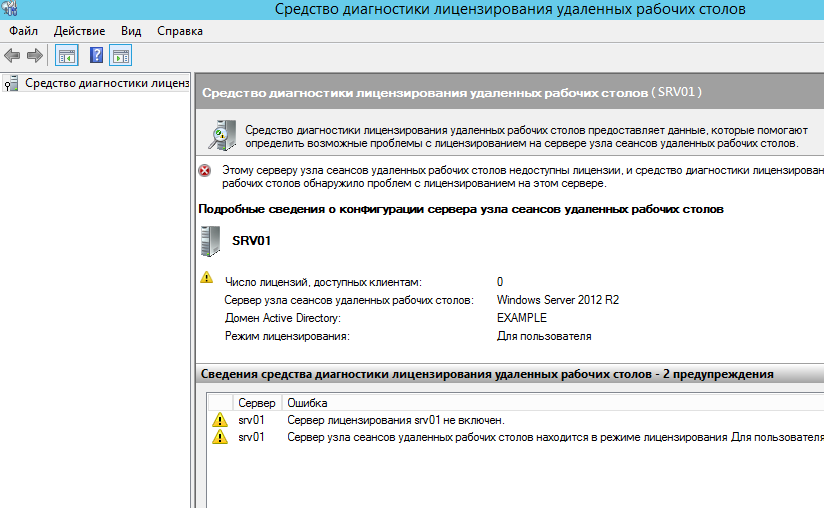 Средство диагностики лицензирования удаленных рабочих столов
Файл Действие Вид Справка
Средство диагностики лиценз
Средство диагностики лицензирования удаленных рабочих столов ( SRV01 )
Средство диагностики лицензирования удаленных рабочих столов предоставляет данные, которые помогают
определить возможные проблемы с лицензированием на сервере узла сеансов удаленных рабочих столов.
Этому серверу узла сеансов удаленных рабочих столов недоступны лицензии, и средство диагностики лицензирован
рабочих столов обнаружило проблем с лицензированием на этом сервере.
Подробные сведения о конфигурации сервера узла сеансов удаленных рабочих столов
SRV01
Число лицензий, доступных клиентам: 0
Сервер узла сеансов удаленных рабочих столов: Windows Server 2012 R2
Домен Active Directory: EXAMPLE
Режим лицензирования: Для пользователя
Сведения средства диагностики лицензирования удаленных рабочих столов - 2 предупреждения
Сервер Ошибка
srv01 Сервер лицензирования srv01 не включен.
srv01 Сервер узла сеансов удаленных рабочих столов находится в режиме лицензирования Для пользователя